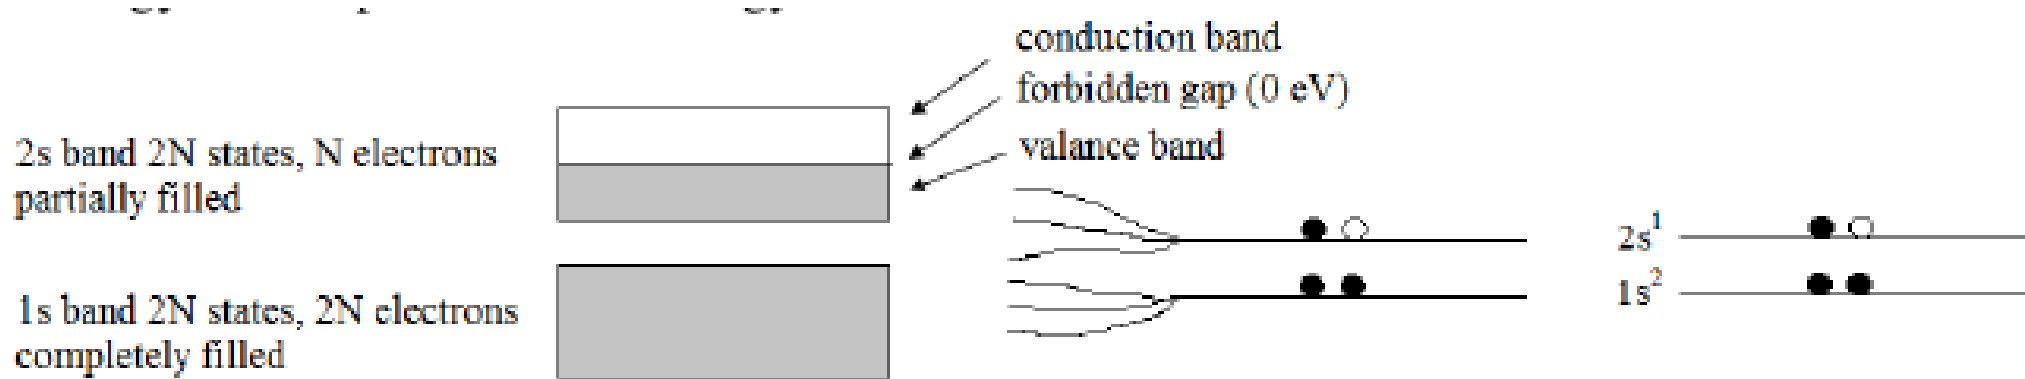 conduction band
forbidden gap (0 eV)
valance band
2s band 2N states, N electrons
partially filled
1s band 2N states, 2N electrons
completely filled
2s¹
1s²